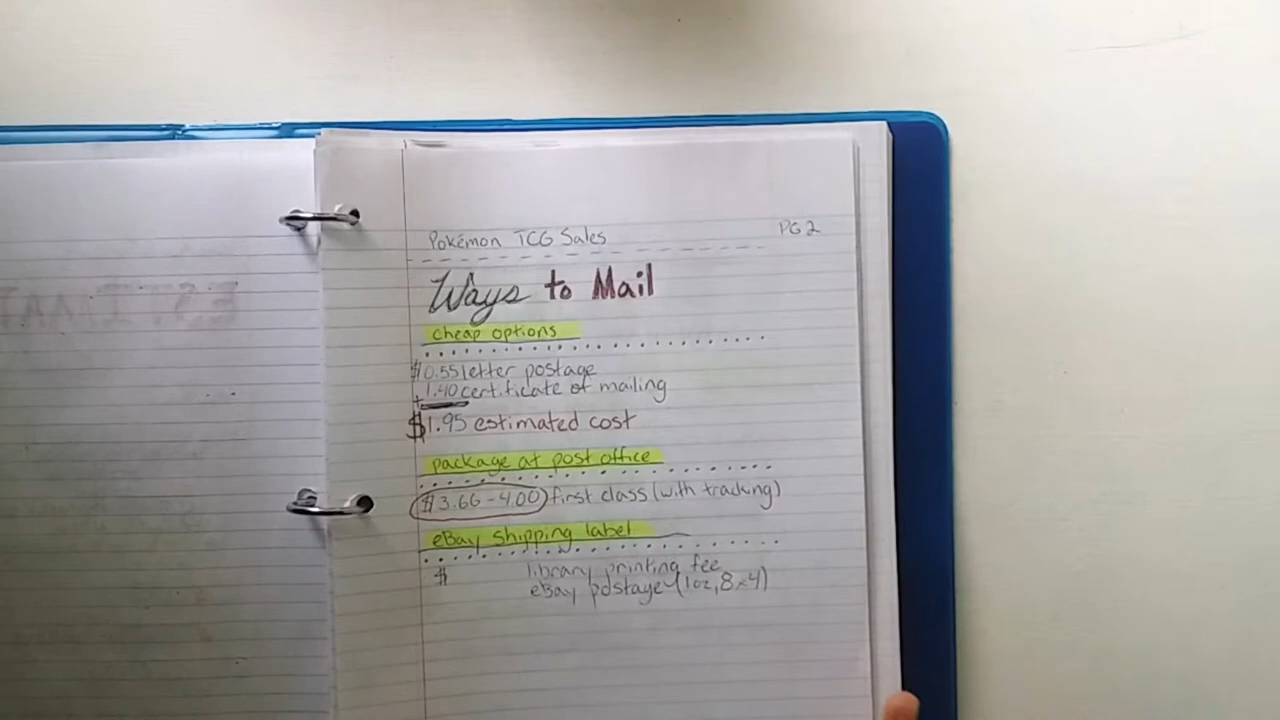 Pokémon TCG Sales
PG 2
Ways to Mail
cheap options
$0.55 letter postage
+1.40 certificate of mailing
$1.95 estimated cost
package at post office
$3.66-4.00 first class (with tracking)
eBay shipping label
$ library printing fee
eBay postage (1oz, 8x4)